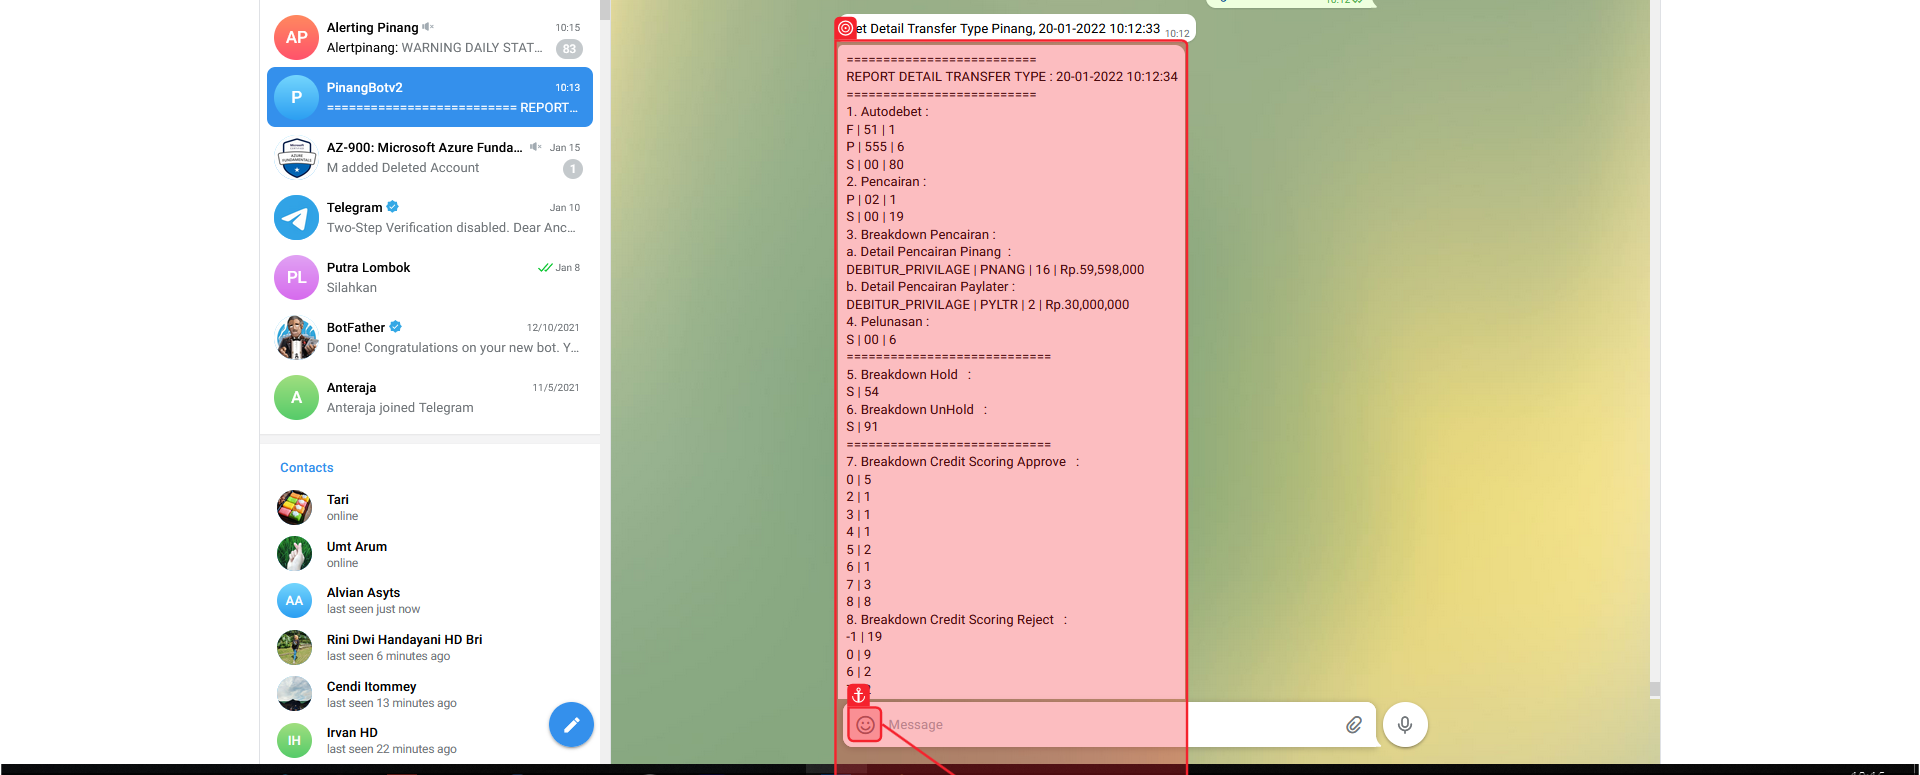 AP
Alerting Pinang
10:15
Alertpinang: WARNING DAILY STAT...
83
P
PinangBotv2
10:13
========================== REPORT...
AZ-900: Microsoft Azure Funda...
Jan 15
M added Deleted Account
1
Telegram
Jan 10
Two-Step Verification disabled. Dear Anc...
PL
Putra Lombok
Jan 8
Silahkan
BotFather
12/10/2021
Done! Congratulations on your new bot. Y...
A
Anteraja
11/5/2021
Anteraja joined Telegram
Contacts
Tari
online
Umt Arum
online
AA
Alvian Asyts
last seen just now
Rini Dwi Handayani HD Bri
last seen 6 minutes ago
Cendi Itommey
last seen 13 minutes ago
IH
Irvan HD
last seen 22 minutes ago
et Detail Transfer Type Pinang, 20-01-2022 10:12:33
10:12
==========================
REPORT DETAIL TRANSFER TYPE : 20-01-2022 10:12:34
==========================
1. Autodebet :
F | 51 | 1
P | 555 | 6
S | 00 | 80
2. Pencairan :
P | 02 | 1
S | 00 | 19
3. Breakdown Pencairan :
a. Detail Pencairan Pinang :
DEBITUR_PRIVILAGE | PNANG | 16 | Rp.59,598,000
b. Detail Pencairan Paylater :
DEBITUR_PRIVILAGE | PYLTR | 2 | Rp.30,000,000
4. Pelunasan :
S | 00 | 6
============================
5. Breakdown Hold :
S | 54
6. Breakdown UnHold :
S | 91
============================
7. Breakdown Credit Scoring Approve :
0 | 5
2 | 1
3 | 1
4 | 1
5 | 2
6 | 1
7 | 3
8 | 8
8. Breakdown Credit Scoring Reject :
-1 | 19
0 | 9
6 | 2
Message